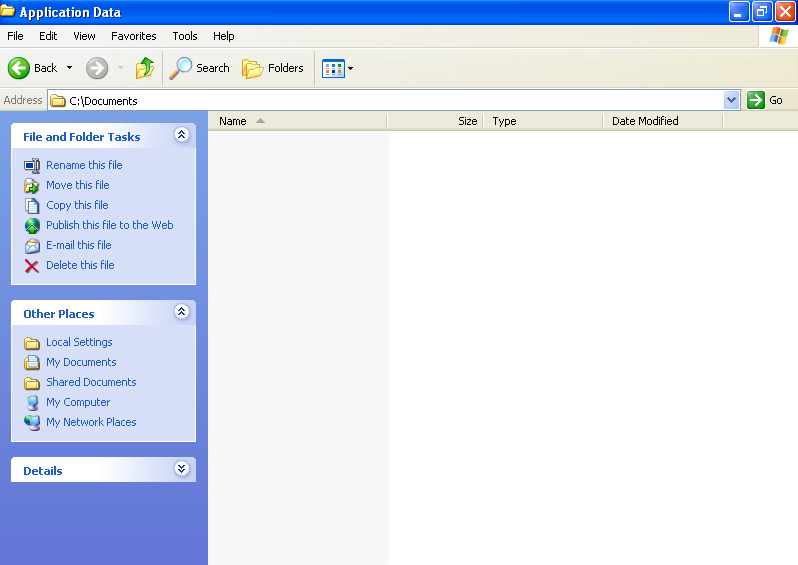 Application Data
File Edit View Favorites Tools Help
Back Search Folders
Address C:\Documents Go
Name Size Type Date Modified
File and Folder Tasks
Rename this file
Move this file
Copy this file
Publish this file to the Web
E-mail this file
Delete this file
Other Places
Local Settings
My Documents
Shared Documents
My Computer
My Network Places
Details